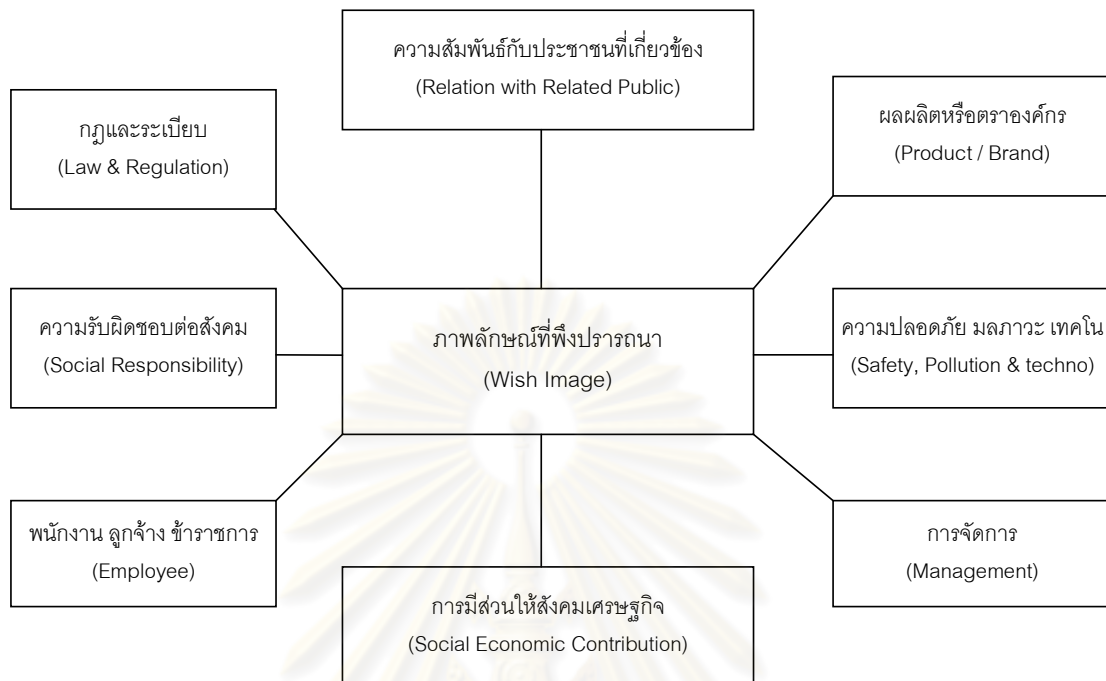 ความสัมพันธ์กับประชาชนที่เกี่ยวข้อง
(Relation with Related Public)
กฎและระเบียบ
(Law & Regulation)
ผลผลิตหรือตราองค์กร
(Product / Brand)
ความรับผิดชอบต่อสังคม
(Social Responsibility)
ภาพลักษณ์ที่พึงปรารถนา
(Wish Image)
ความปลอดภัย มลภาวะ เทคโน
(Safety, Pollution & techno)
พนักงาน ลูกจ้าง ข้าราชการ
(Employee)
การมีส่วนให้สังคมเศรษฐกิจ
(Social Economic Contribution)
การจัดการ
(Management)